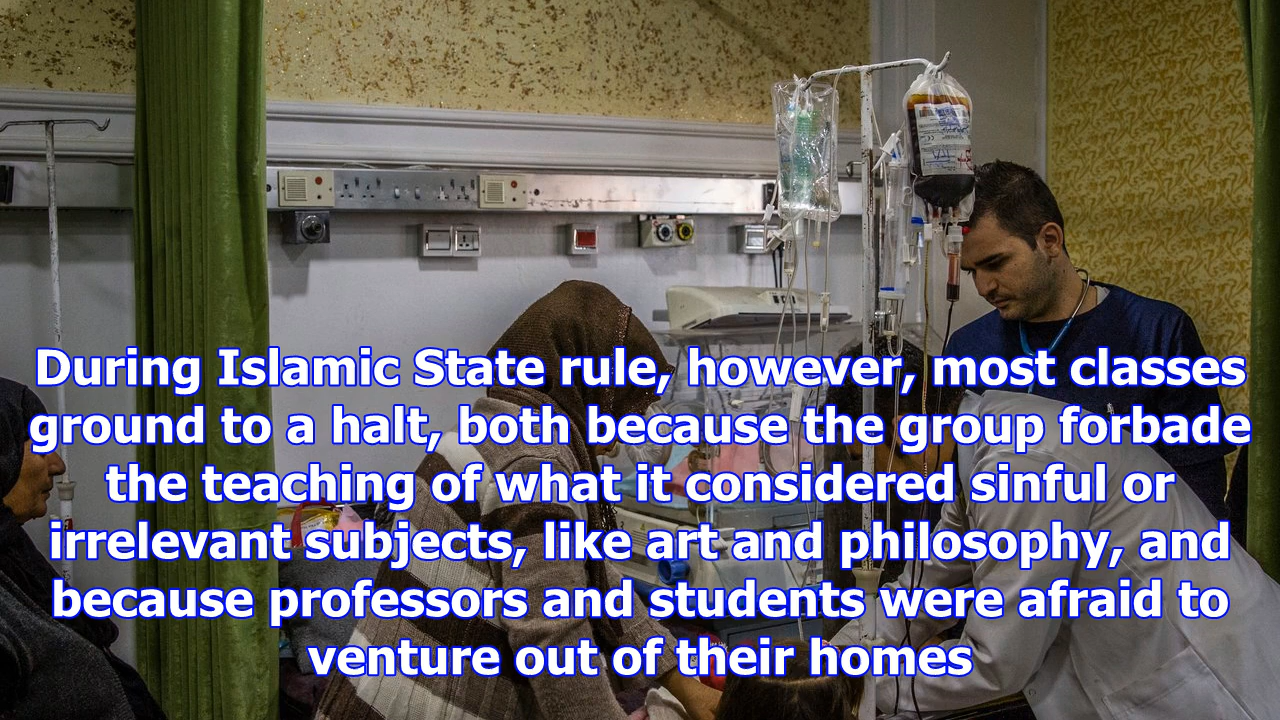 During Islamic State rule, however, most classes
ground to a halt, both because the group forbade
the teaching of what it considered sinful or
irrelevant subjects, like art and philosophy, and
because professors and students were afraid to
venture out of their homes